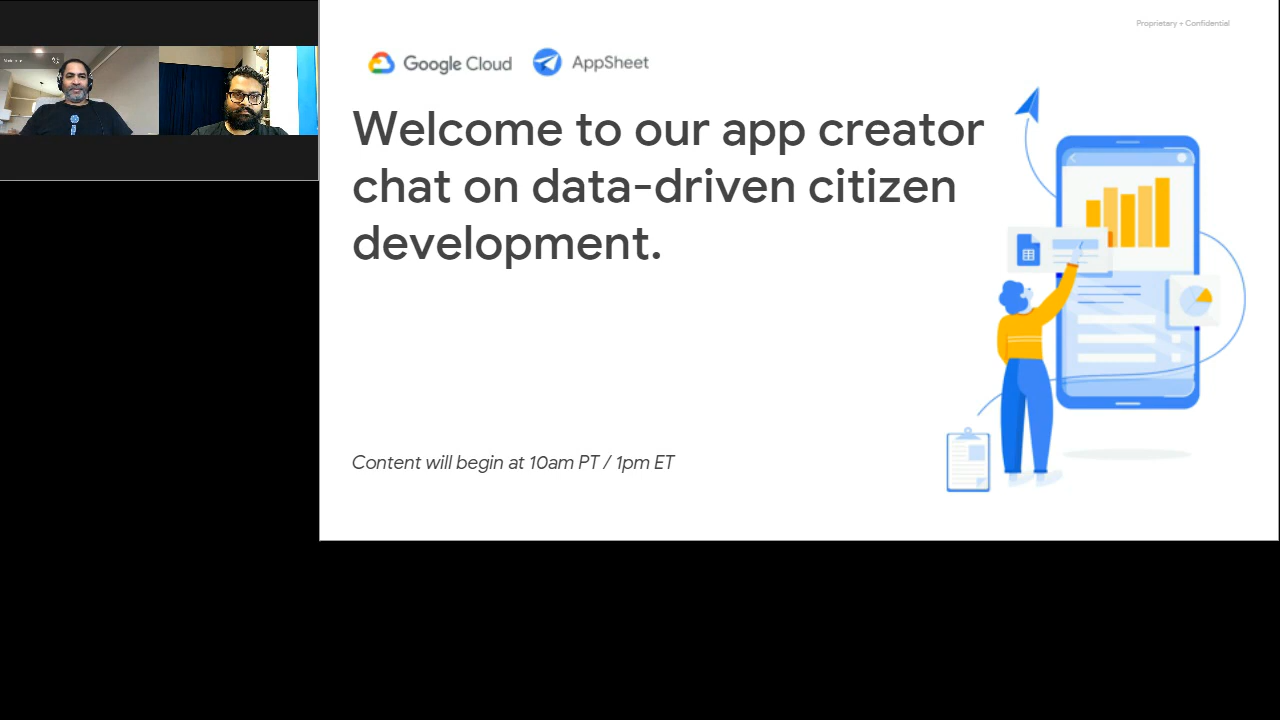 Proprietary + Confidential
Google Cloud AppSheet
Welcome to our app creator
chat on data-driven citizen
development.
Content will begin at 10am PT / 1pm ET